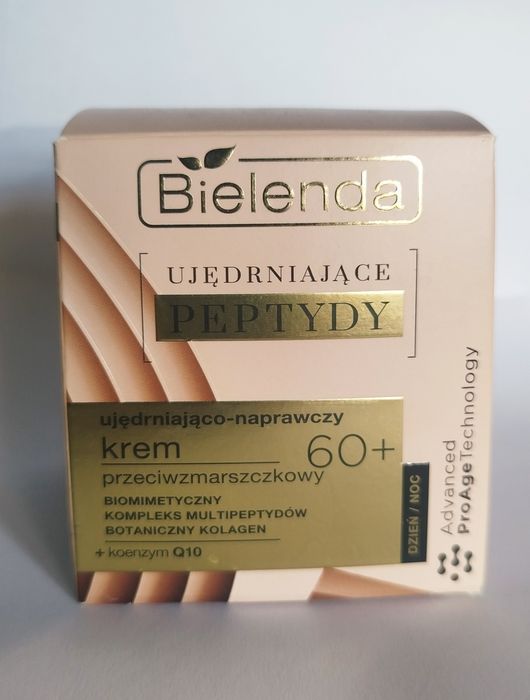 Bielenda
UJĘDRNIAJĄCE
PEPTYDY
ujędrniająco-naprawczy
krem 60+
przeciwzmarszczkowy
BIOMIMETYCZNY
KOMPLEKS MULTIPEPTYDÓW
BOTANICZNY KOLAGEN
+ koenzym Q10
DZIEŃ / NOC
Advanced
ProAgeTechnology